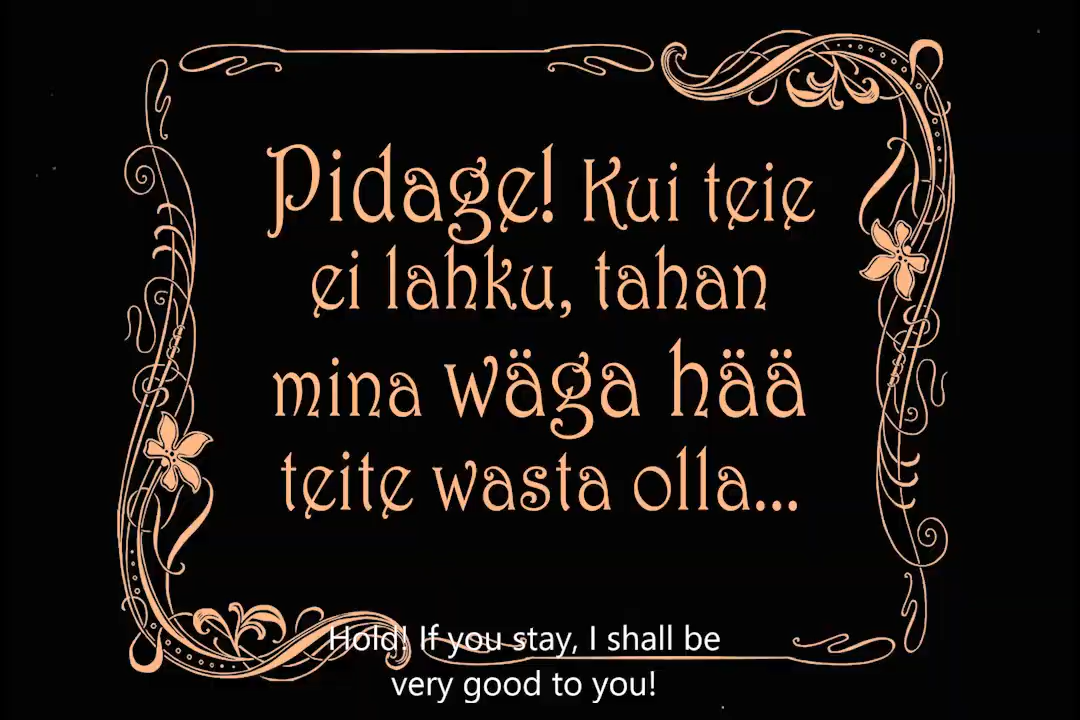 Pidage! Kui teie
ei lahku, tahan
mina wäga hää
teite wasta olla...
Hold! If you stay, I shall be
very good to you!